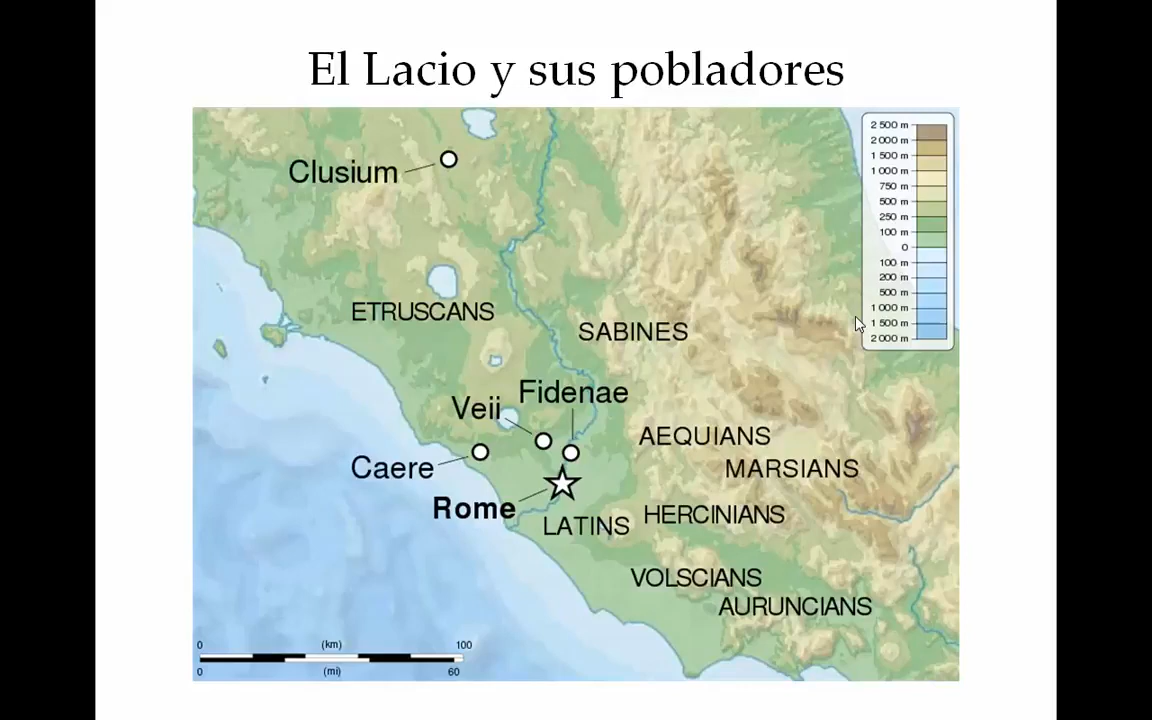 El Lacio y sus pobladores
Clusium
ETRUSCANS
SABINES
Fidenae
Veii
AEQUIANS
Caere
MARSIANS
Rome
HERCINIANS
LATINS
VOLSCIANS
AURUNCIANS
2 500 m
2 000 m
1 500 m
1 000 m
750 m
500 m
250 m
100 m
0
100 m
200 m
500 m
1 000 m
1 500 m
2 000 m
0 (km) 100
0 (mi) 60